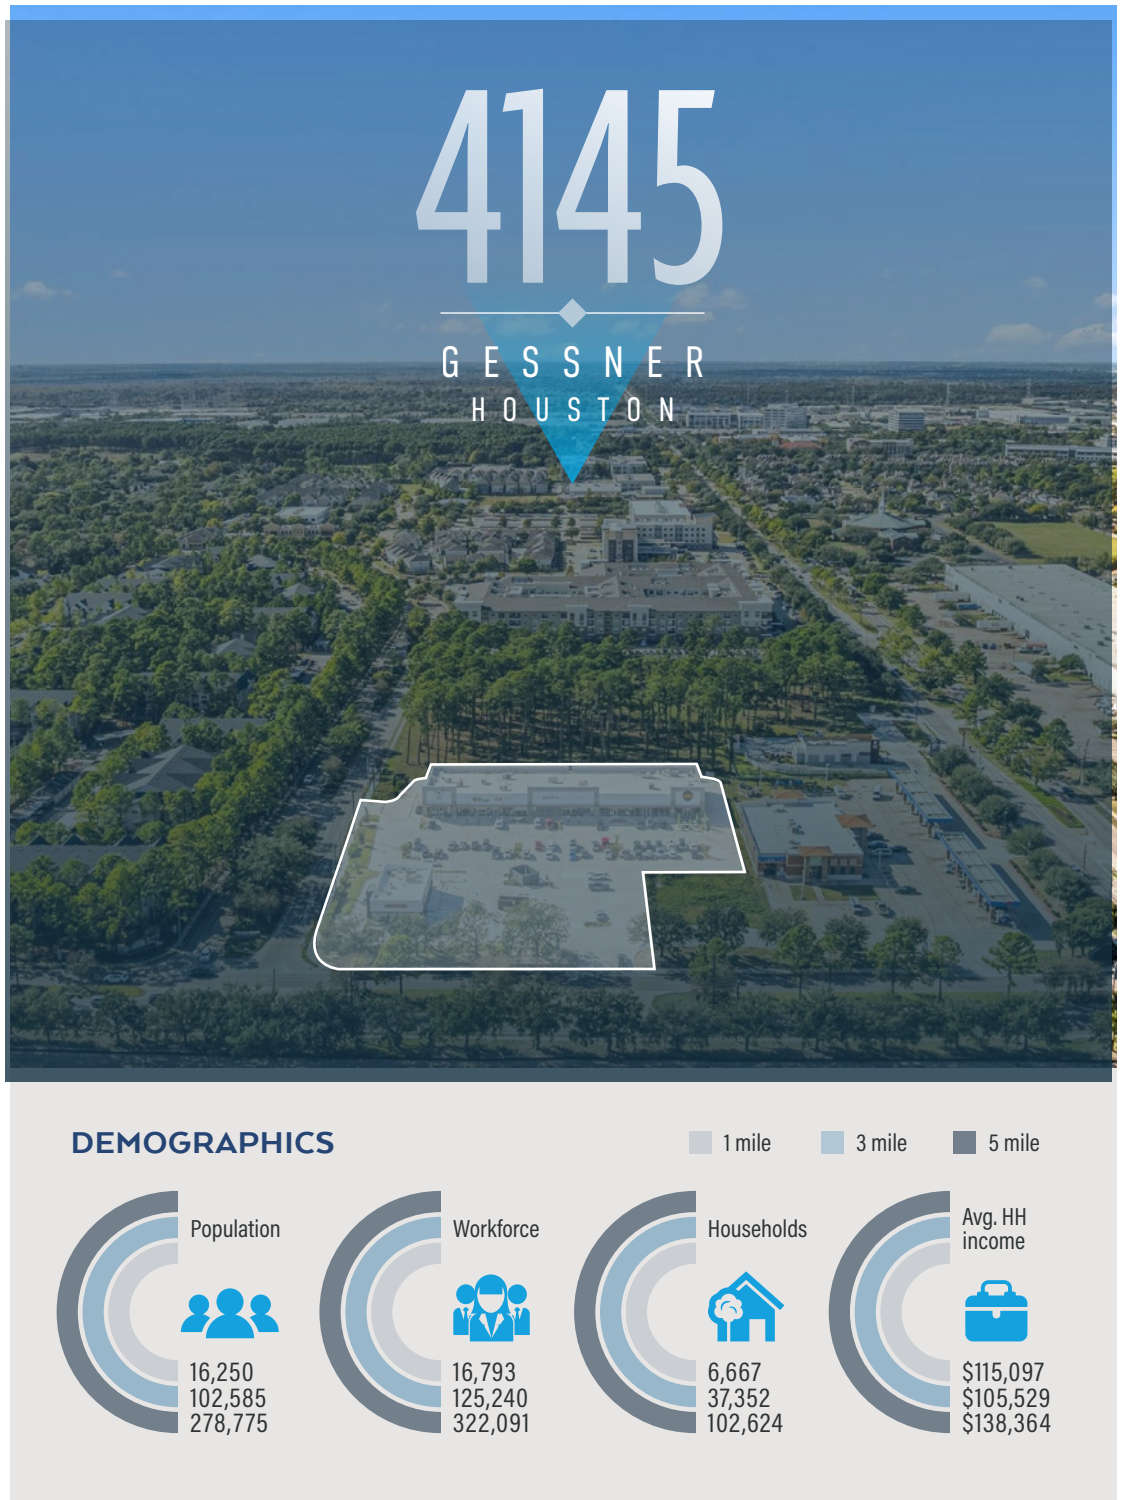 4145
GESSNER
HOUSTON
DEMOGRAPHICS
1 mile
3 mile
5 mile
Population
16,250
102,585
278,775
Workforce
16,793
125,240
322,091
Households
6,667
37,352
102,624
Avg. HH
income
$115,097
$105,529
$138,364